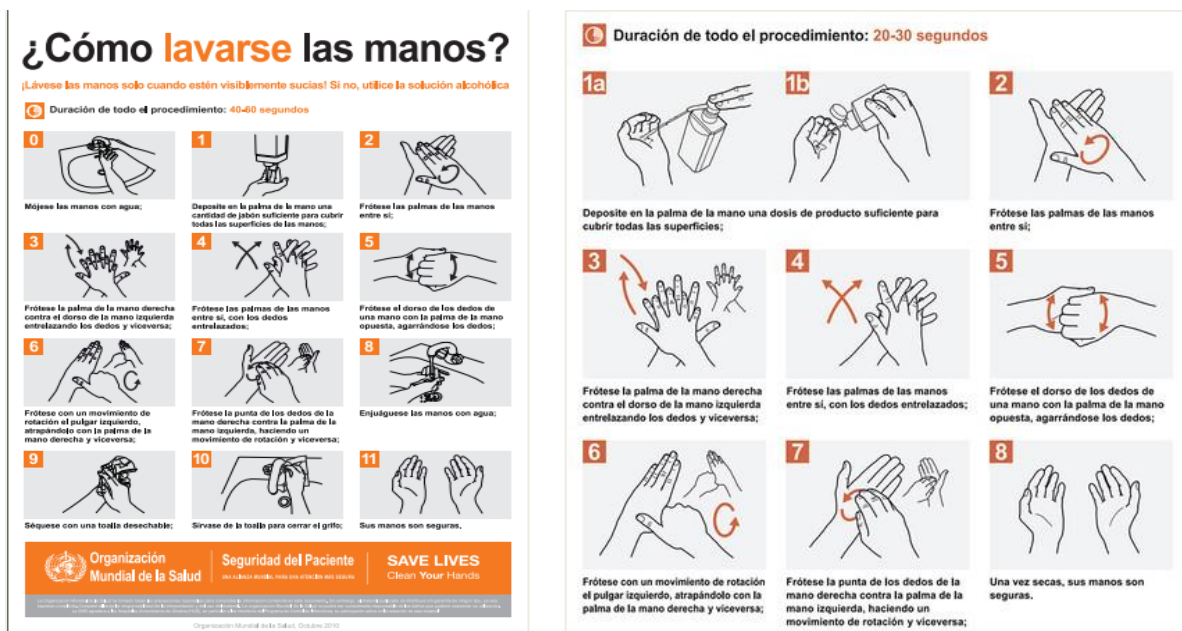 ¿Cómo lavarse las manos?
¡Lávese las manos solo cuando estén visiblemente sucias! Si no, utilice la solución alcohólica
Duración de todo el procedimiento: 40-60 segundos
0
1
2
Mójese las manos con agua;
Deposite en la palma de la mano una
cantidad de jabón suficiente para cubrir
todas las superficies de las manos;
Frótese las palmas de las manos
entre sí;
3
4
5
Frótese la palma de la mano derecha
contra el dorso de la mano izquierda
entrelazando los dedos y viceversa;
Frótese las palmas de las manos
entre sí, con los dedos
entrelazados;
Frótese el dorso de los dedos de
una mano con la palma de la mano
opuesta, agarrándose los dedos;
6
7
8
Frótese con un movimiento de
rotación el pulgar izquierdo,
atrapándolo con la palma de la
mano derecha y viceversa;
Frótese la punta de los dedos de la
mano derecha contra la palma de la
mano izquierda, haciendo un
movimiento de rotación y viceversa;
Enjuáguese las manos con agua;
9
10
11
Séquese con una toalla desechable;
Sírvase de la toalla para cerrar el grifo;
Sus manos son seguras.
Organización
Mundial de la Salud
Seguridad del Paciente
UNA ALIANZA MUNDIAL PARA UNA ATENCIÓN MÁS SEGURA
SAVE LIVES
Clean Your Hands
Organización Mundial de la Salud, Octubre 2010
Duración de todo el procedimiento: 20-30 segundos
1a
1b
2
Deposite en la palma de la mano una dosis de producto suficiente para
cubrir todas las superficies;
Frótese las palmas de las manos
entre sí;
3
4
5
Frótese la palma de la mano derecha
contra el dorso de la mano izquierda
entrelazando los dedos y viceversa;
Frótese las palmas de las manos
entre sí, con los dedos entrelazados;
Frótese el dorso de los dedos de
una mano con la palma de la mano
opuesta, agarrándose los dedos;
6
7
8
Frótese con un movimiento de rotación
el pulgar izquierdo, atrapándolo con la
palma de la mano derecha y viceversa;
Frótese la punta de los dedos de la
mano derecha contra la palma de la
mano izquierda, haciendo un
movimiento de rotación y viceversa;
Una vez secas, sus manos son
seguras.